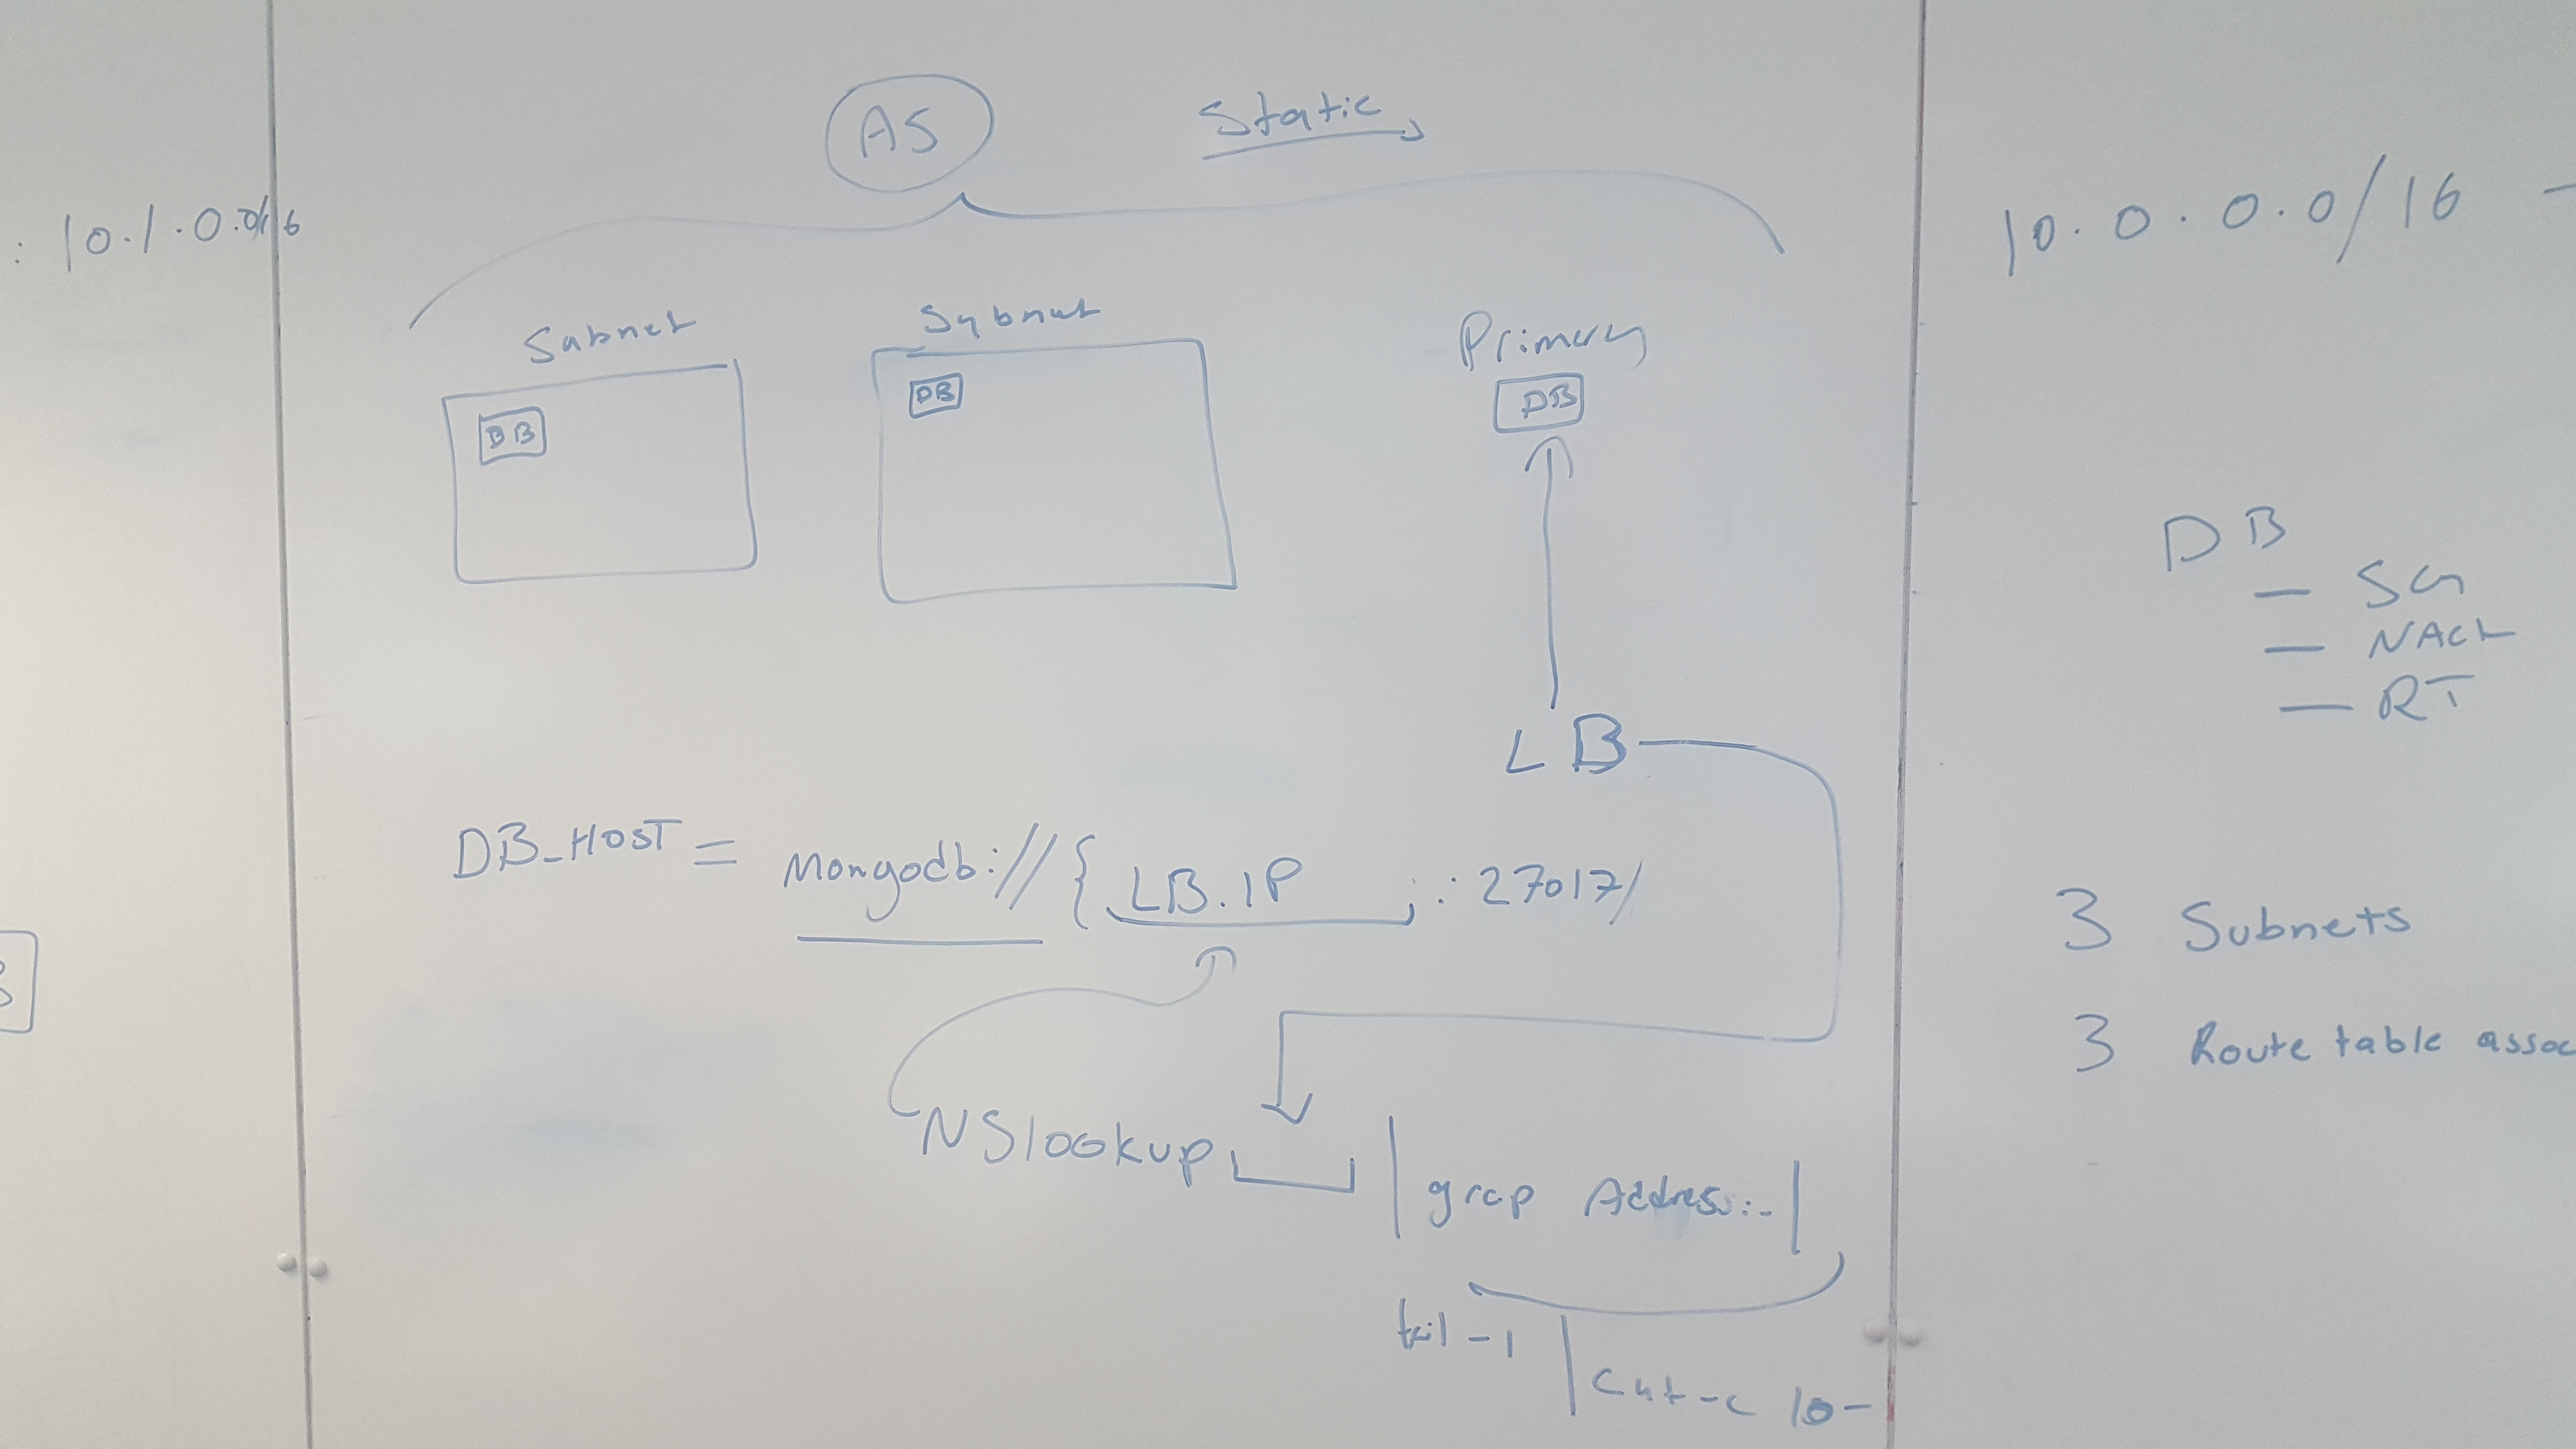 AS
Static
: 10.1.0.0/16
10.0.0.0/16 -
Subnet
Subnet
Primary
DB
DB
DB
DB
- SG
- NACL
- RT
LB
DB_HOST = Mongodb://{LB.IP } : 27017/
3 Subnets
3 Route table assoc
NSlookup | grep Address: |
tail -1 | cut -c 10-